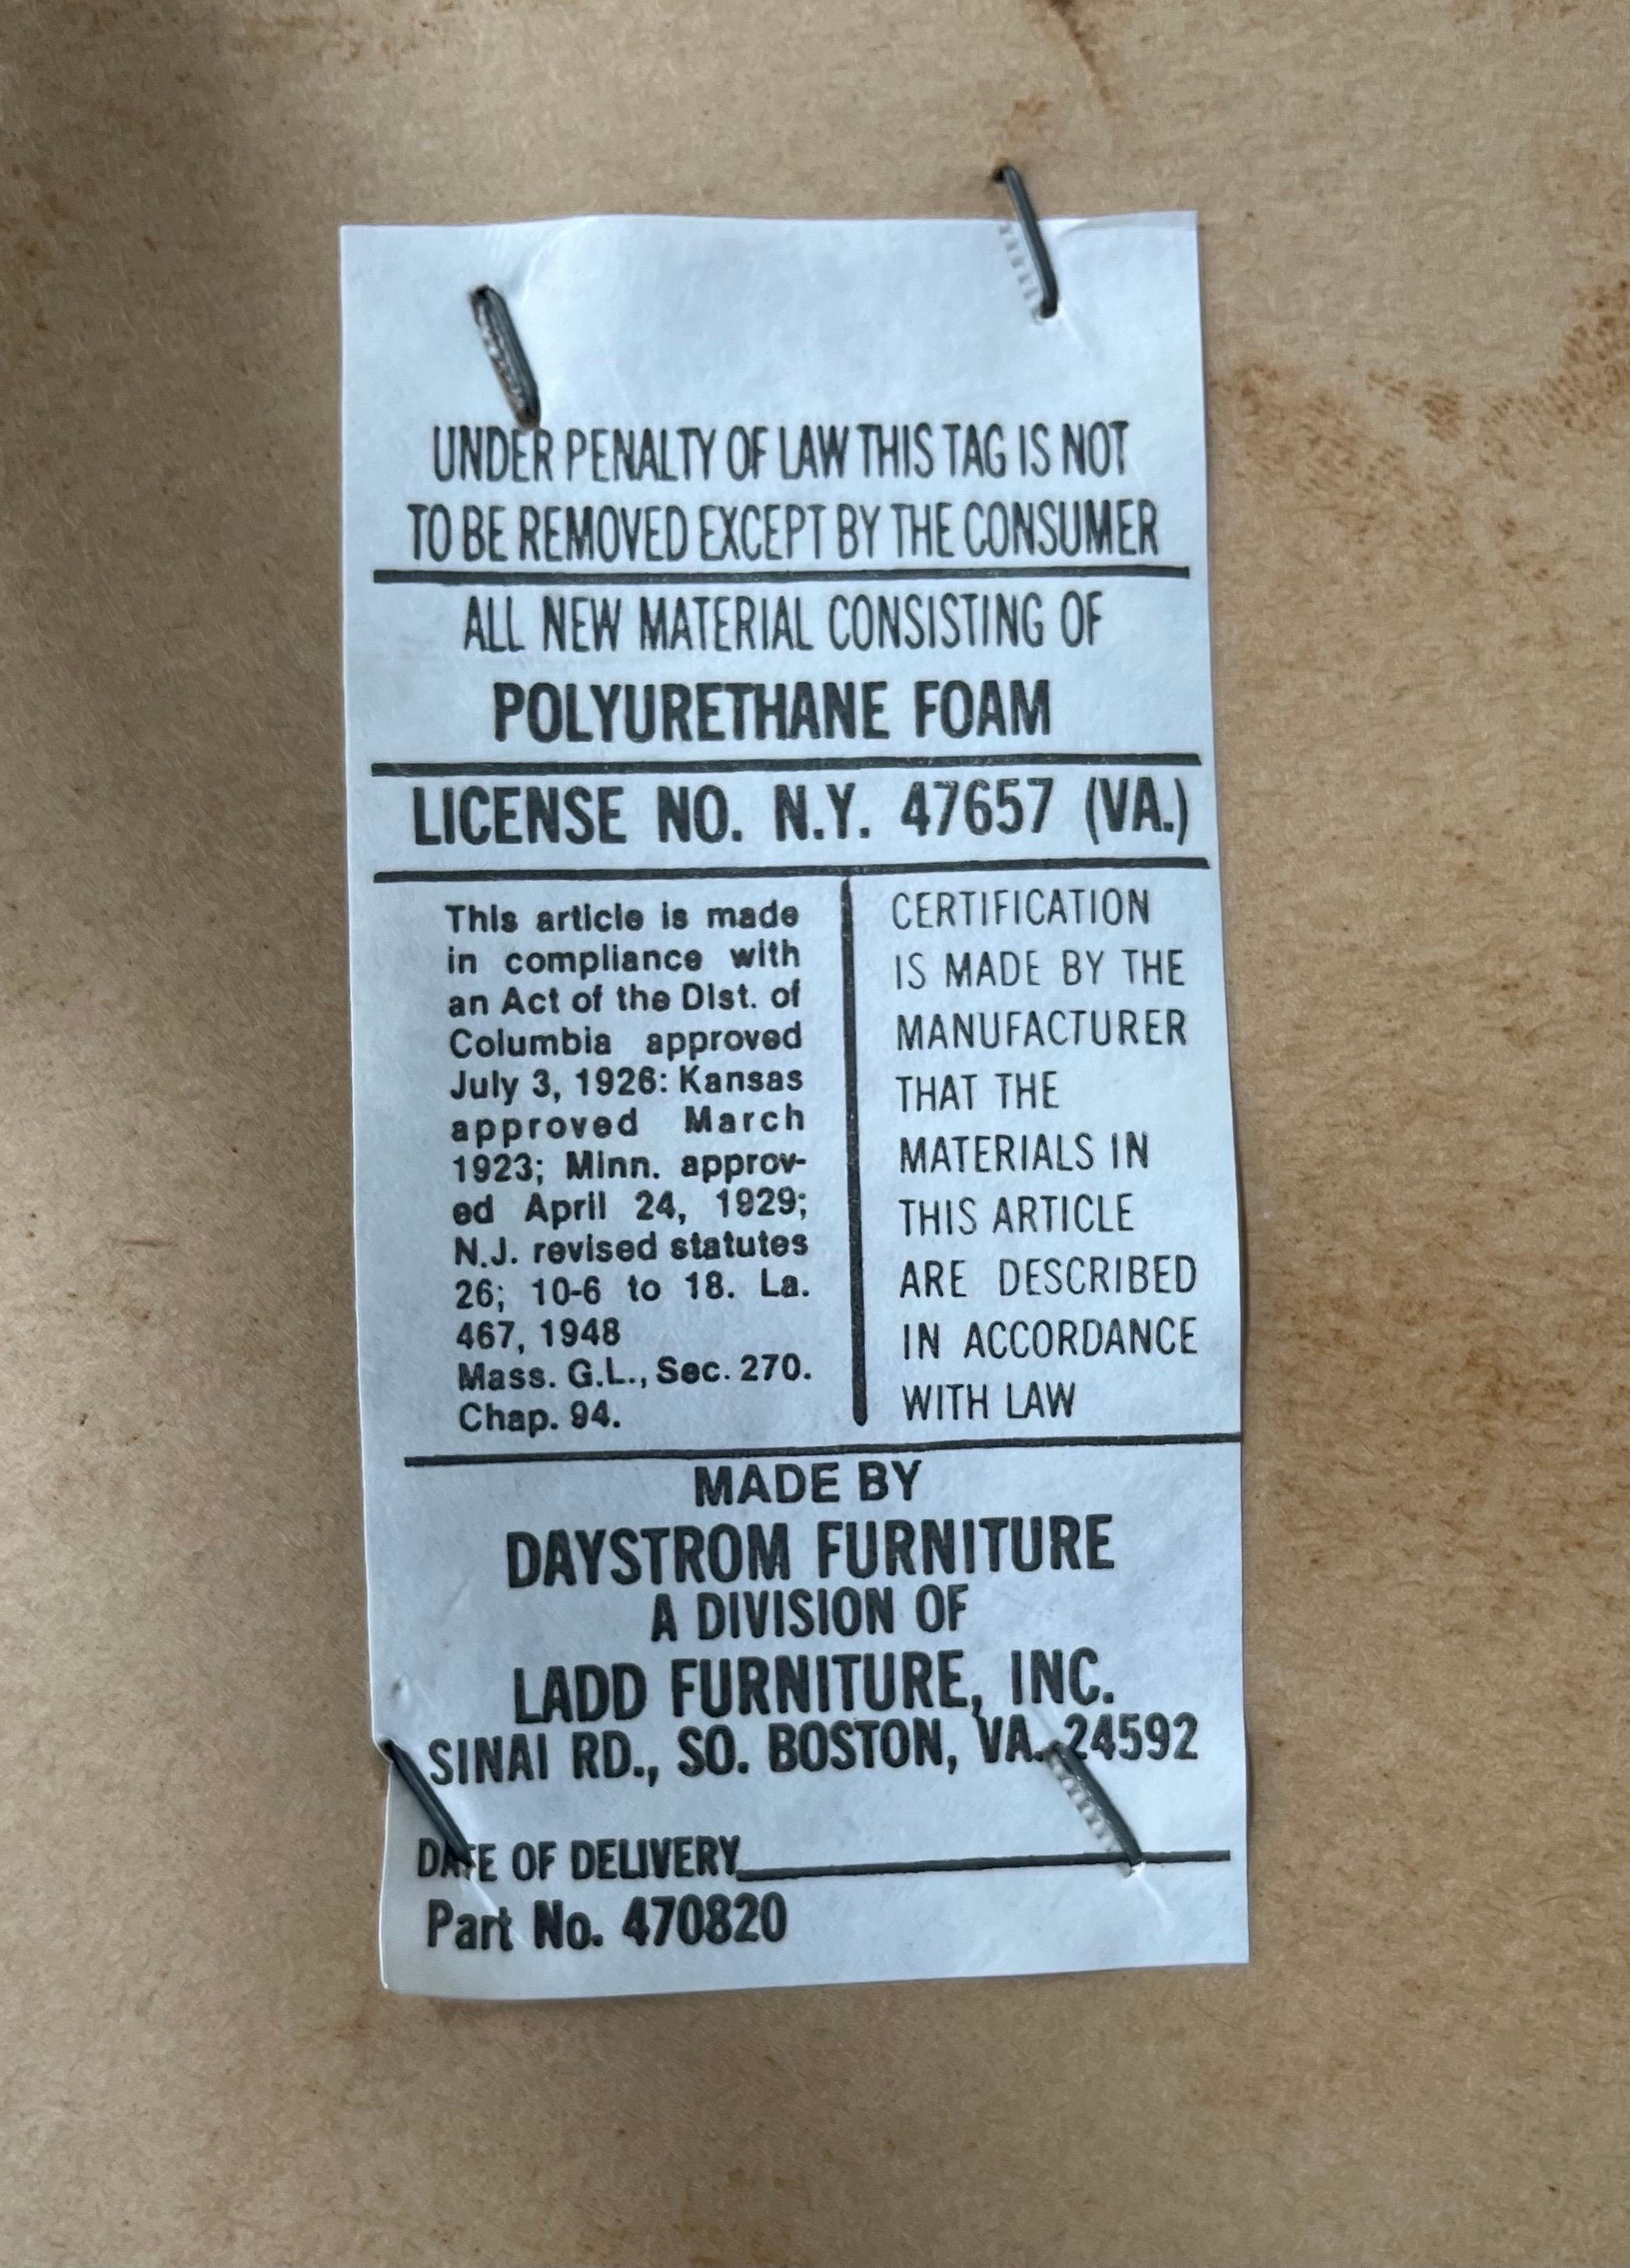 UNDER PENALTY OF LAW THIS TAG IS NOT
TO BE REMOVED EXCEPT BY THE CONSUMER
ALL NEW MATERIAL CONSISTING OF
POLYURETHANE FOAM
LICENSE NO. N.Y. 47657 (VA.)
This article is made
in compliance with
an Act of the Dist. of
Columbia approved
July 3, 1926: Kansas
approved March
1923; Minn. approv-
ed April 24, 1929;
N.J. revised statutes
26; 10-6 to 18. La.
467, 1948
Mass. G.L., Sec. 270.
Chap. 94.
CERTIFICATION
IS MADE BY THE
MANUFACTURER
THAT THE
MATERIALS IN
THIS ARTICLE
ARE DESCRIBED
IN ACCORDANCE
WITH LAW
MADE BY
DAYSTROM FURNITURE
A DIVISION OF
LADD FURNITURE, INC.
SINAI RD., SO. BOSTON, VA. 24592
DATE OF DELIVERY
Part No. 470820